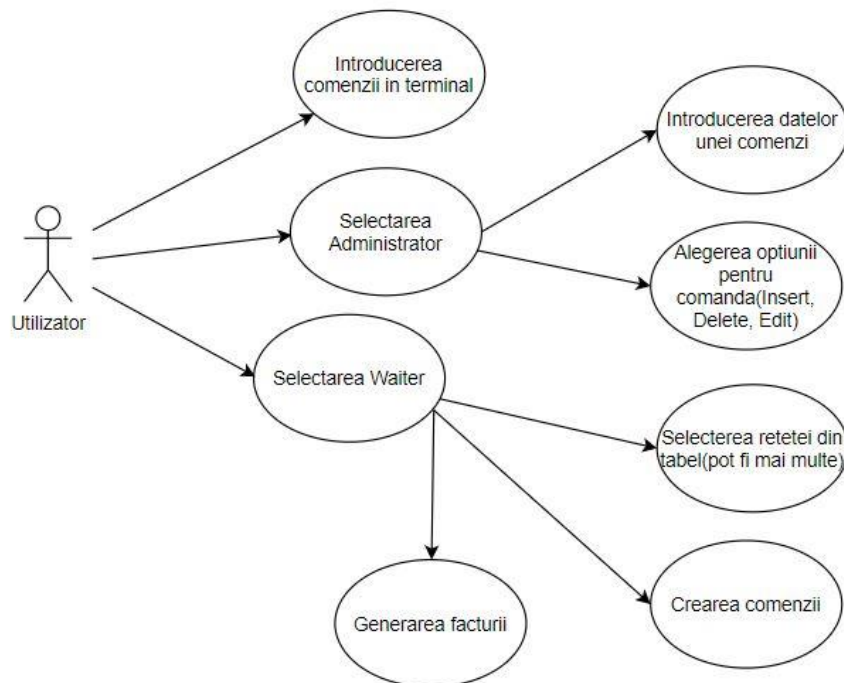 Introducerea
comenzii in terminal
Introducerea datelor
unei comenzi
Selectarea
Administrator
Alegerea optiunii
pentru
comanda(Insert,
Delete, Edit)
Utilizator
Selectarea Waiter
Selecterea retetei din
tabel(pot fi mai multe)
Crearea comenzii
Generarea facturii